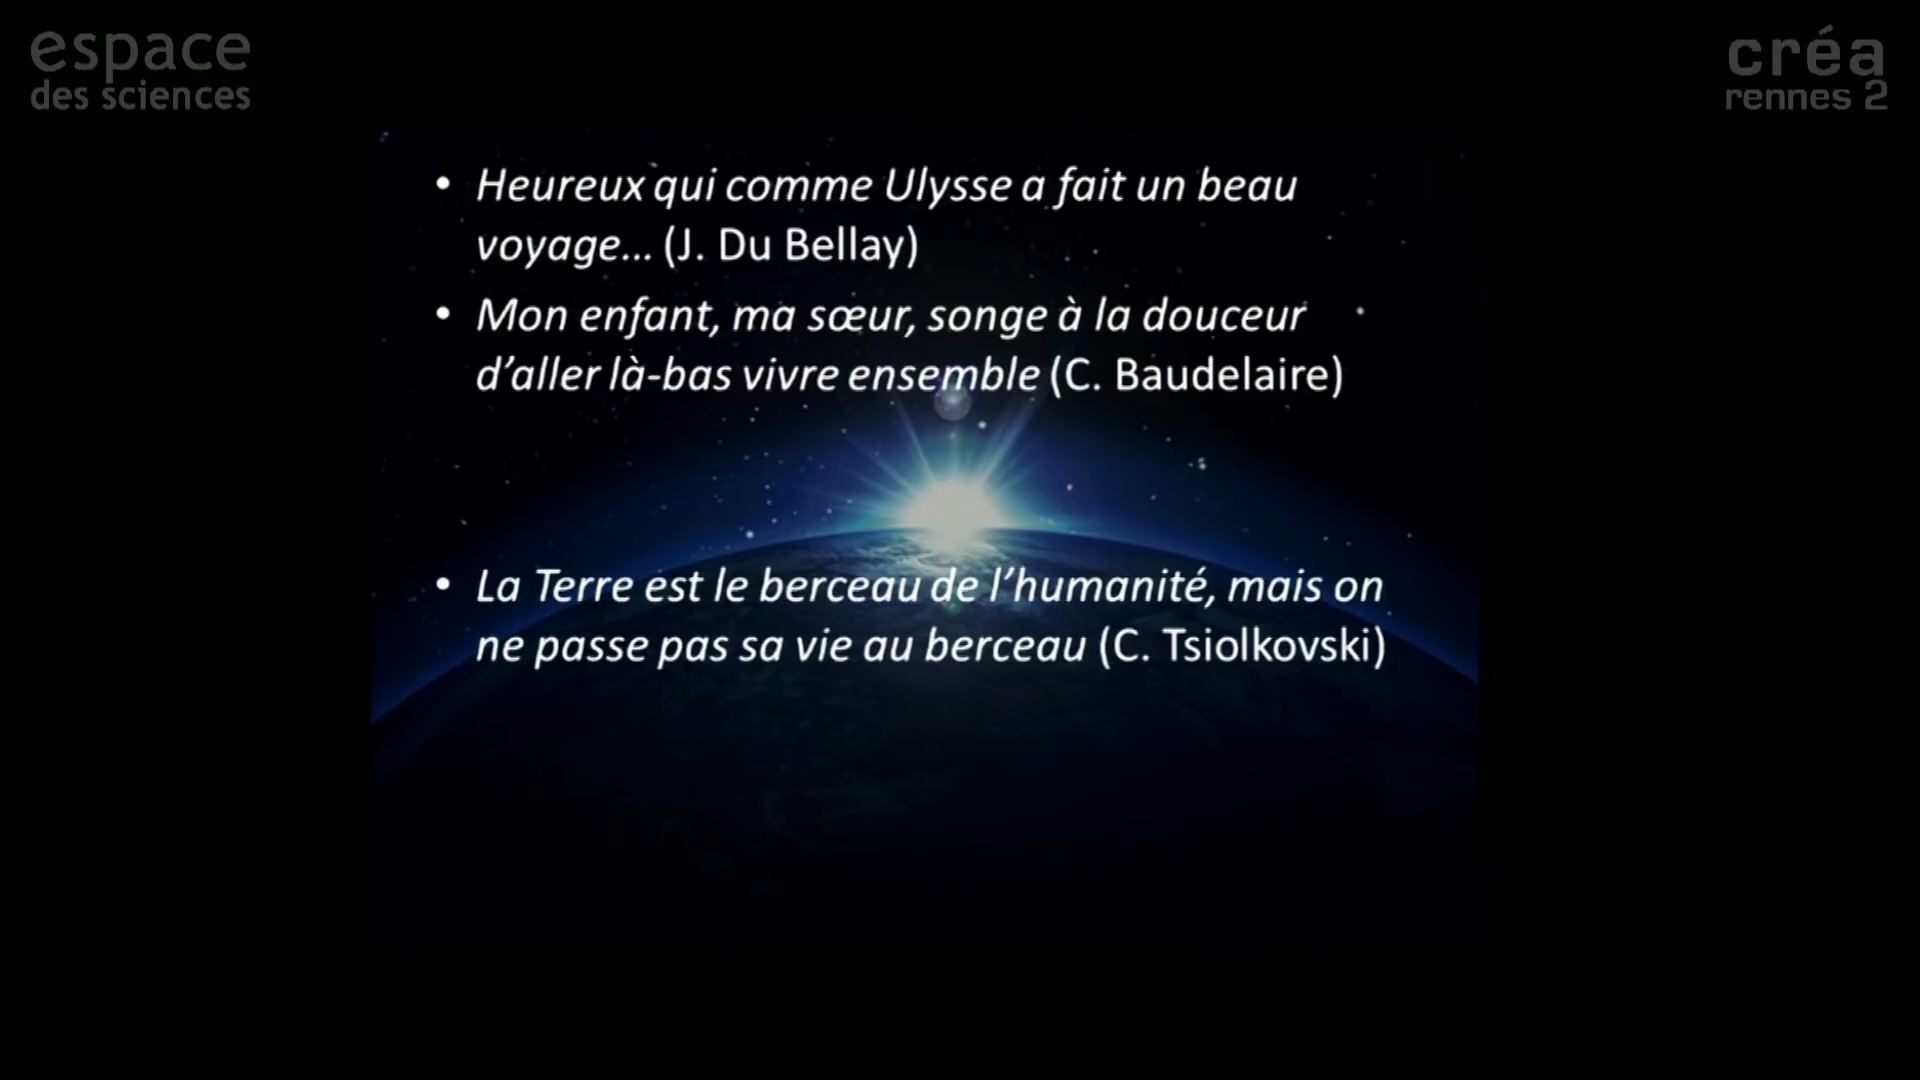 espace
des sciences
créa
rennes 2
• Heureux qui comme Ulysse a fait un beau
voyage... (J. Du Bellay)
• Mon enfant, ma sœur, songe à la douceur
d’aller là-bas vivre ensemble (C. Baudelaire)
• La Terre est le berceau de l’humanité, mais on
ne passe pas sa vie au berceau (C. Tsiolkovski)